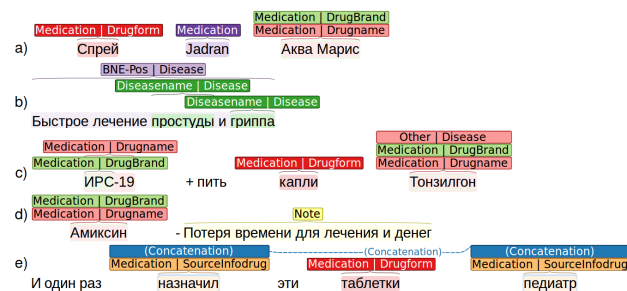 Medication | DrugBrand
Medication | Drugform Medication Medication | Drugname
а) Спрей Jadran Аква Марис
BNE-Pos | Disease
Diseasename | Disease
Diseasename | Disease
b) Быстрое лечение простуды и гриппа
Other | Disease
Medication | Drugname Medication | DrugBrand
Medication | DrugBrand Medication | Drugform Medication | Drugname
c) ИРС-19 + пить капли Тонзилгон
Medication | DrugBrand
Medication | Drugname Note
d) Амиксин - Потеря времени для лечения и денег
(Concatenation) (Concatenation) (Concatenation)
Medication | SourceInfodrug Medication | Drugform Medication | SourceInfodrug
e) И один раз назначил эти таблетки педиатр